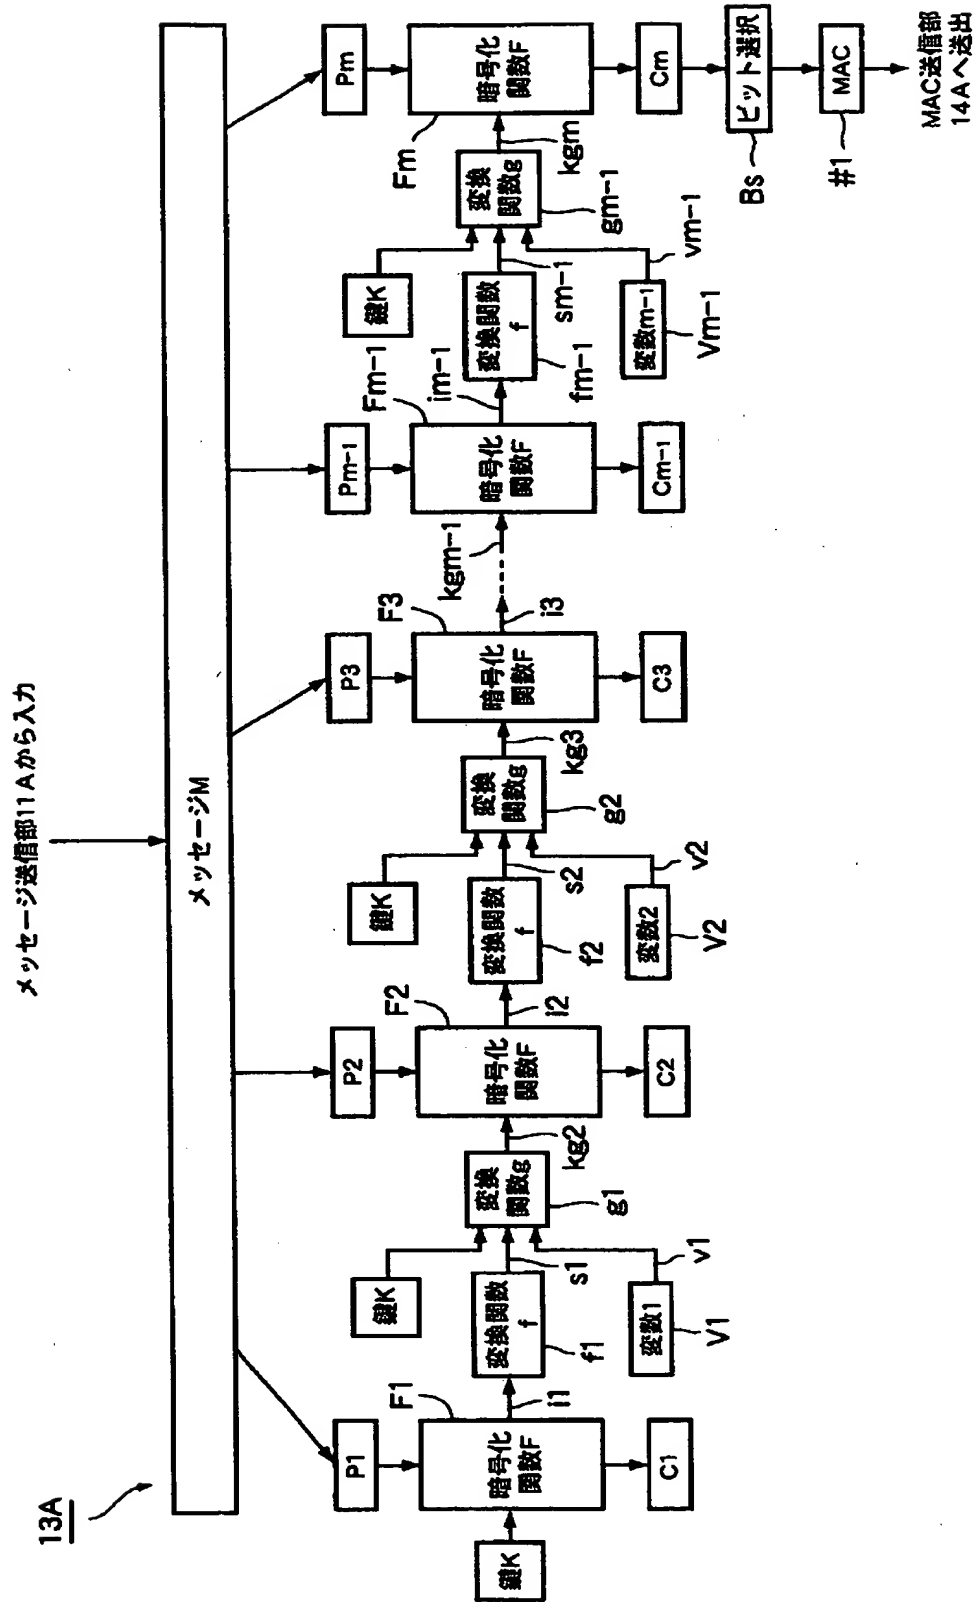 13A
メッセージ送信部11Aから入力
メッセージM
P1
P2
P3
Pm-1
Pm
鍵K
F1
暗号化
関数F
i1
C1
変換関数
f
f1
s1
鍵K
変数1
V1
v1
変換
関数g
g1
kg2
F2
暗号化
関数F
i2
C2
変換関数
f
f2
s2
鍵K
変数2
V2
v2
変換
関数g
g2
kg3
F3
暗号化
関数F
i3
C3
kgm-1
Fm-1
暗号化
関数F
im-1
Cm-1
変換関数
f
fm-1
sm-1
鍵K
変数m-1
Vm-1
vm-1
変換
関数g
gm-1
kgm
Fm
暗号化
関数F
Cm
ビット選択
Bs
MAC
#1
MAC送信部
14Aへ送出